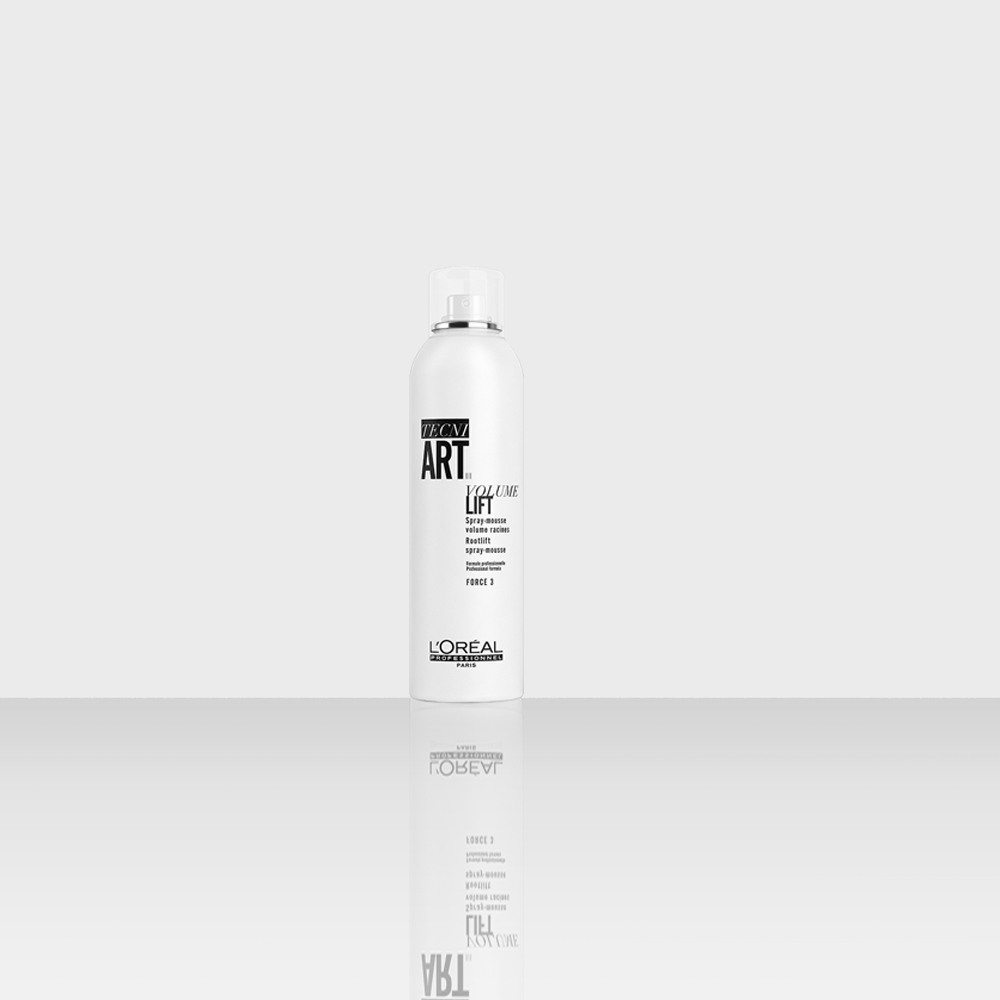 TECNI
ART
VOLUME
LIFT
Spray-mousse
volume racines
Rootlift
spray-mousse
Formule professionnelle
Professional formula
FORCE 3
L'ORÉAL
PROFESSIONNEL
PARIS